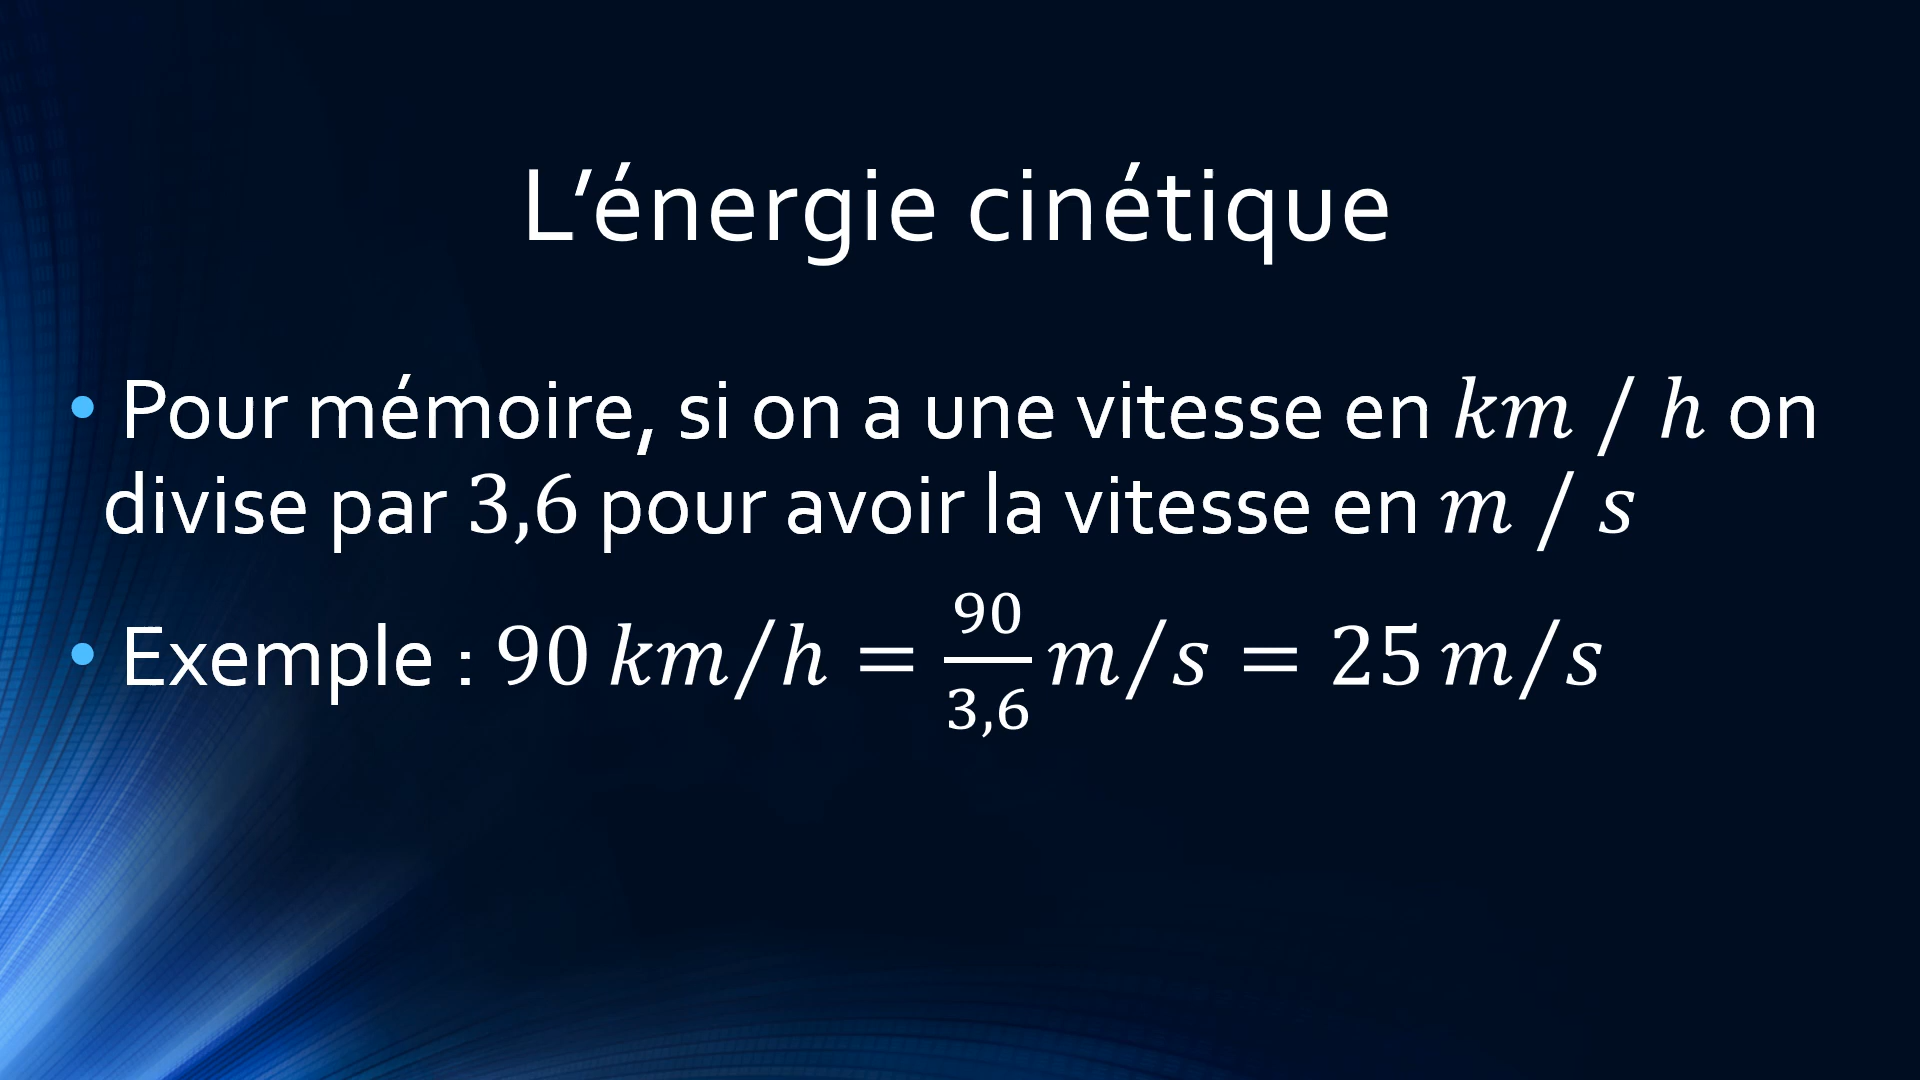 L’énergie cinétique
• Pour mémoire, si on a une vitesse en km / h on
divise par 3,6 pour avoir la vitesse en m / s
• Exemple : 90 km/h = 90/3,6 m/s = 25 m/s